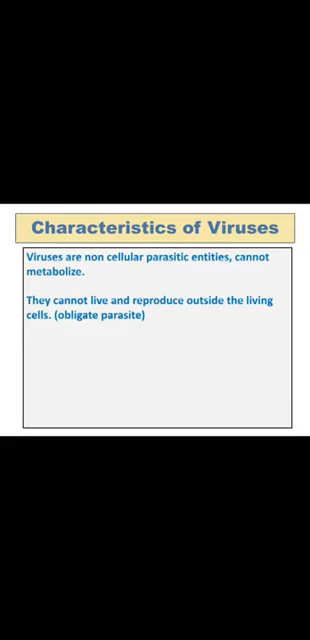 Characteristics of Viruses
Viruses are non cellular parasitic entities, cannot
metabolize.
They cannot live and reproduce outside the living
cells. (obligate parasite)